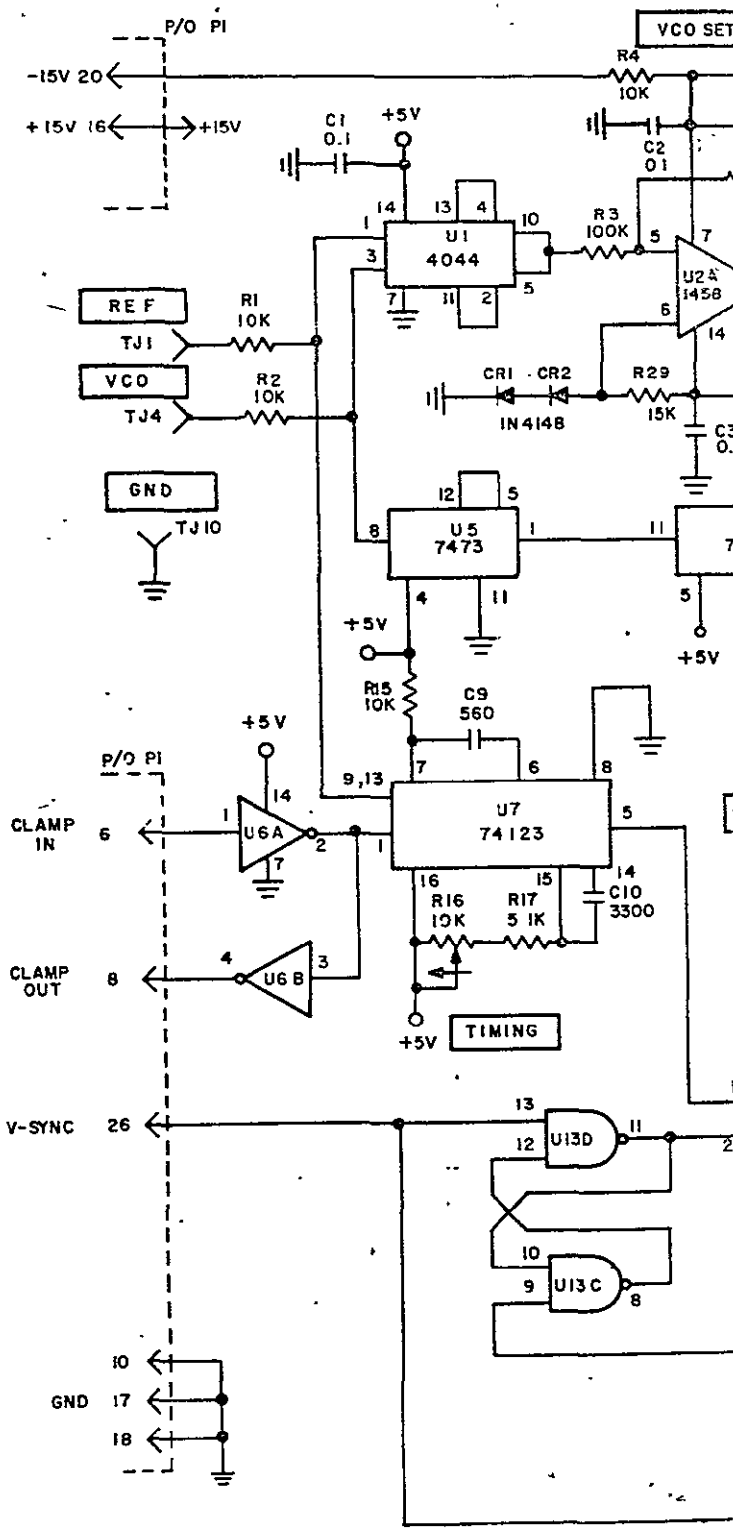 P/O P1
VCO SET
-15V 20
R4
10K
+15V 16
+15V
C1
0.1
+5V
C2
01
14
13
4
1
10
U1
4044
3
5
7
11
2
R3
100K
5
7
U2A
1458
6
14
REF
TJ1
R1
10K
VCO
TJ4
R2
10K
CR1
CR2
1N4148
R29
15K
C3
0.
GND
TJ10
12
5
8
U5
7473
1
11
7
4
11
5
+5V
+5V
R15
10K
C9
560
+5V
P/O P1
9,13
7
6
8
14
CLAMP
IN
6
1
U6A
2
7
1
U7
74123
5
16
15
14
R16
10K
R17
5 1K
C10
3300
CLAMP
OUT
8
4
U6B
3
+5V
TIMING
V-SYNC 26
13
12
U13D
11
2
10
9
U13C
8
10
GND 17
18